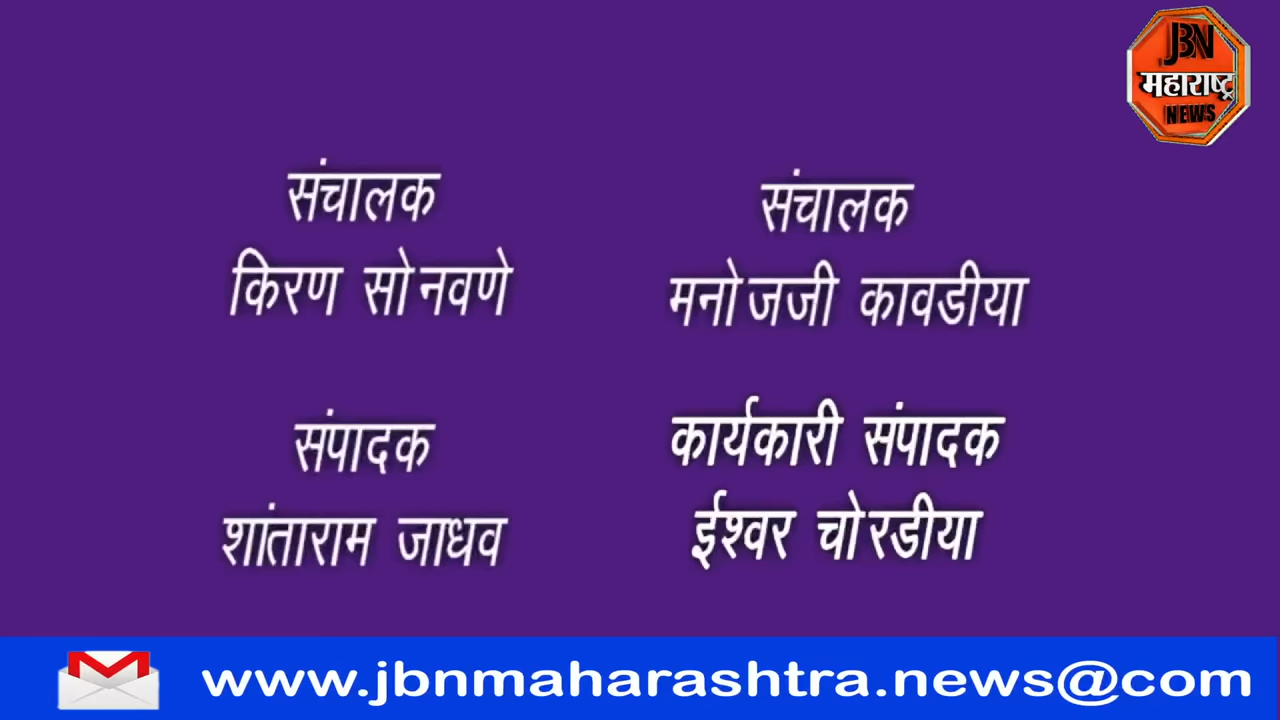 JBN
महाराष्ट्र
NEWS
संचालक
किरण सोनवणे
संचालक
मनोजजी कावडीया
संपादक
शांताराम जाधव
कार्यकारी संपादक
ईश्वर चोरडीया
www.jbnmaharashtra.news@com